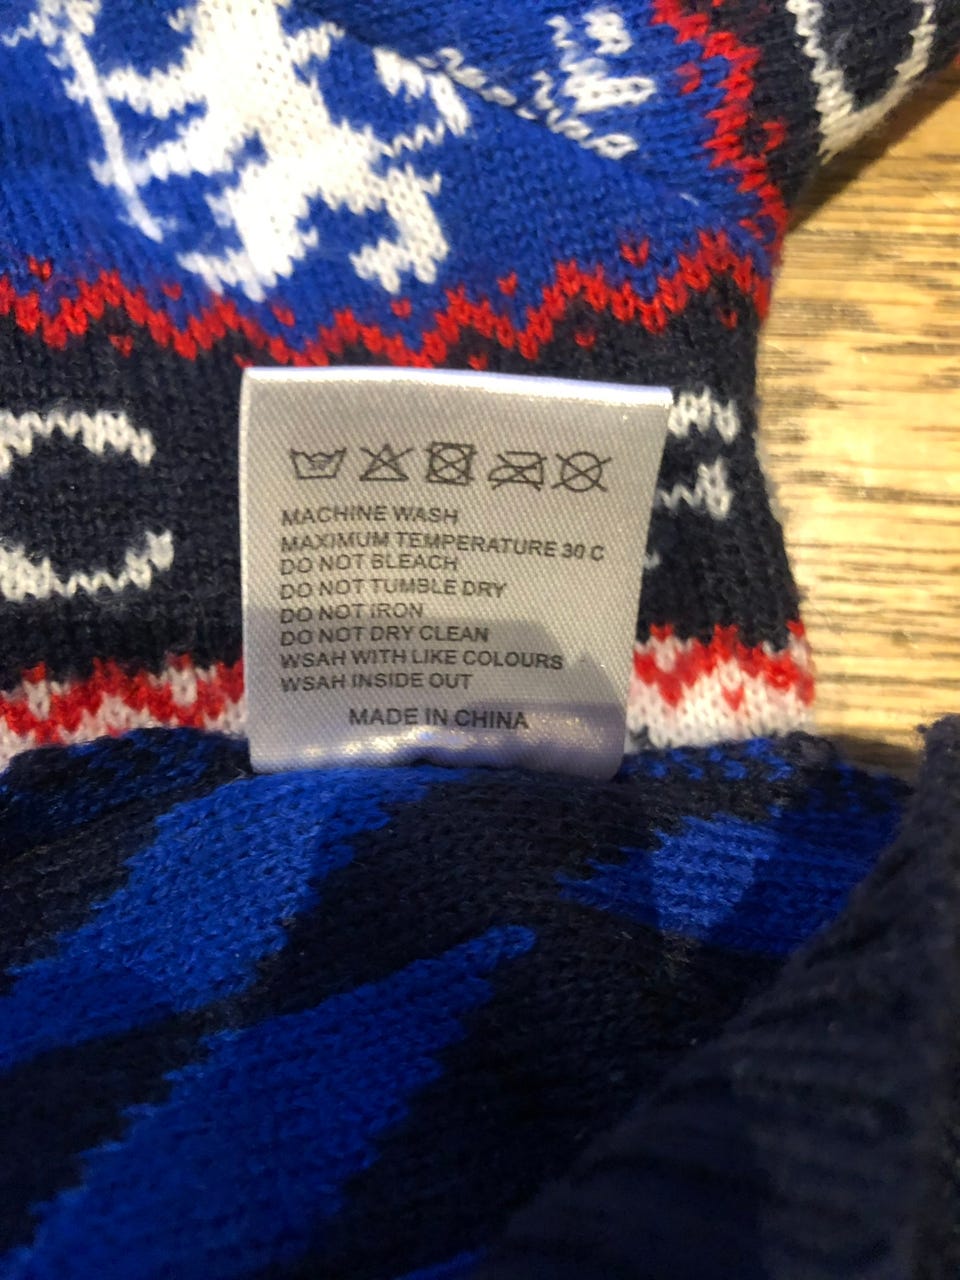 MACHINE WASH
MAXIMUM TEMPERATURE 30 C
DO NOT BLEACH
DO NOT TUMBLE DRY
DO NOT IRON
DO NOT DRY CLEAN
WSAH WITH LIKE COLOURS
WSAH INSIDE OUT
MADE IN CHINA